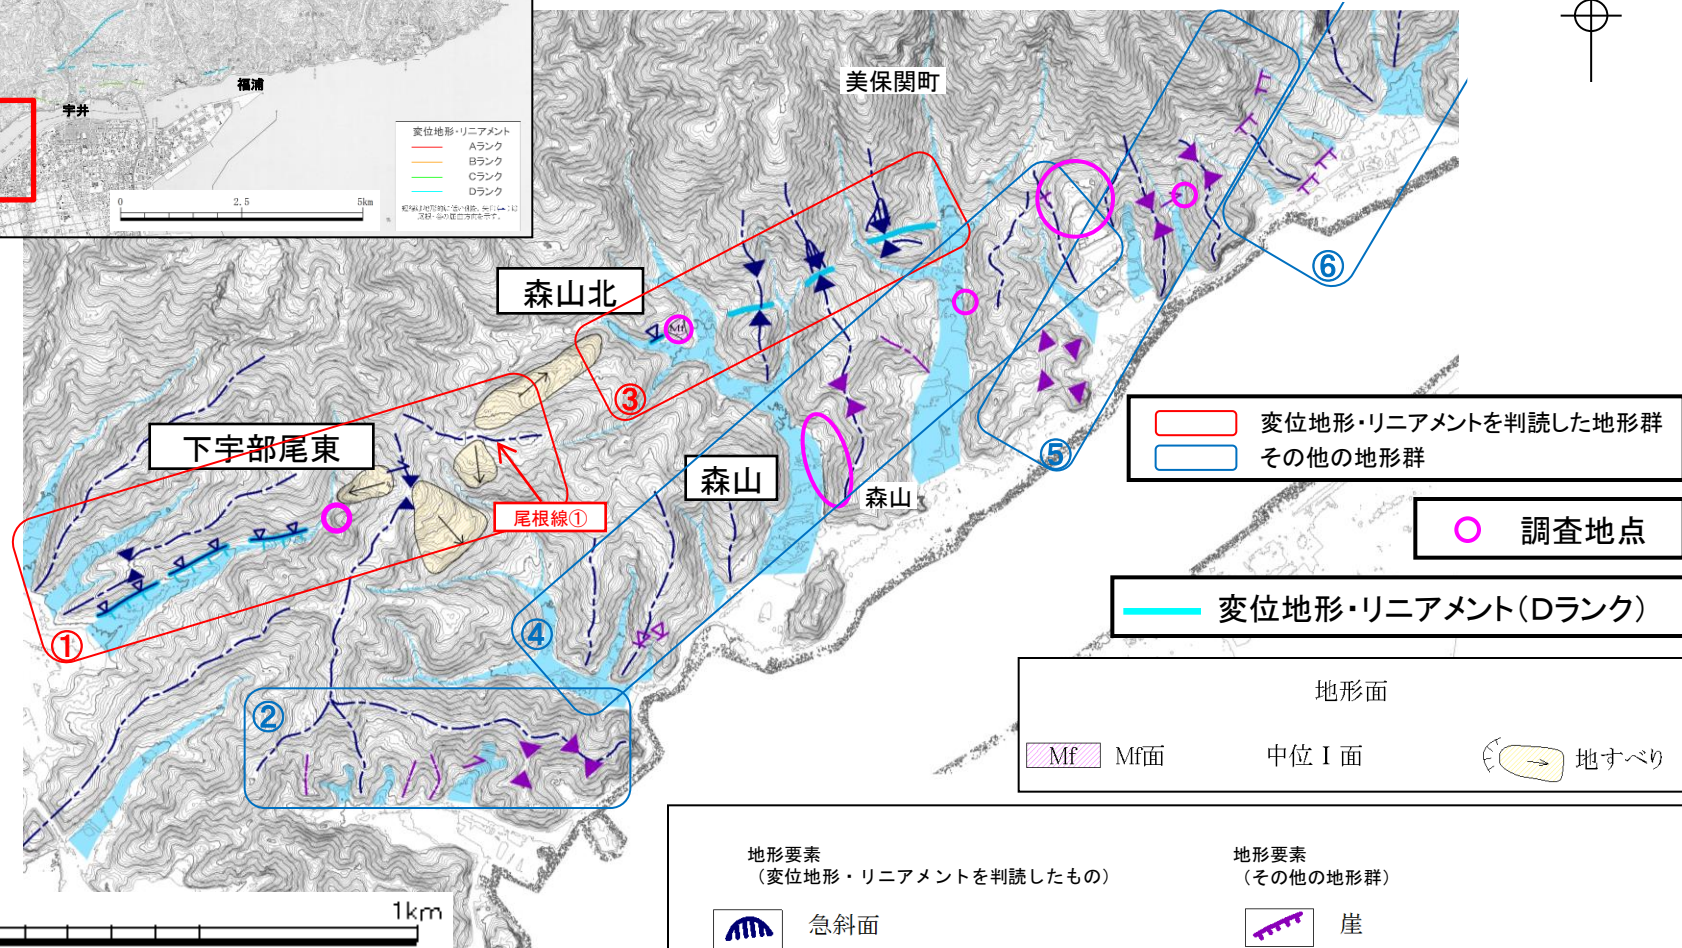 福浦
宇井
変位地形・リニアメント
Aランク
Bランク
Cランク
Dランク
0 2.5 5km
美保関町
森山北
Mf
③
下宇部尾東
森山
森山
尾根線①
①
②
④
⑤
⑥
変位地形・リニアメントを判読した地形群
その他の地形群
調査地点
変位地形・リニアメント(Dランク)
地形面
Mf Mf面 中位Ⅰ面 地すべり
1km
地形要素
(変位地形・リニアメントを判読したもの)
急斜面
地形要素
(その他の地形群)
崖